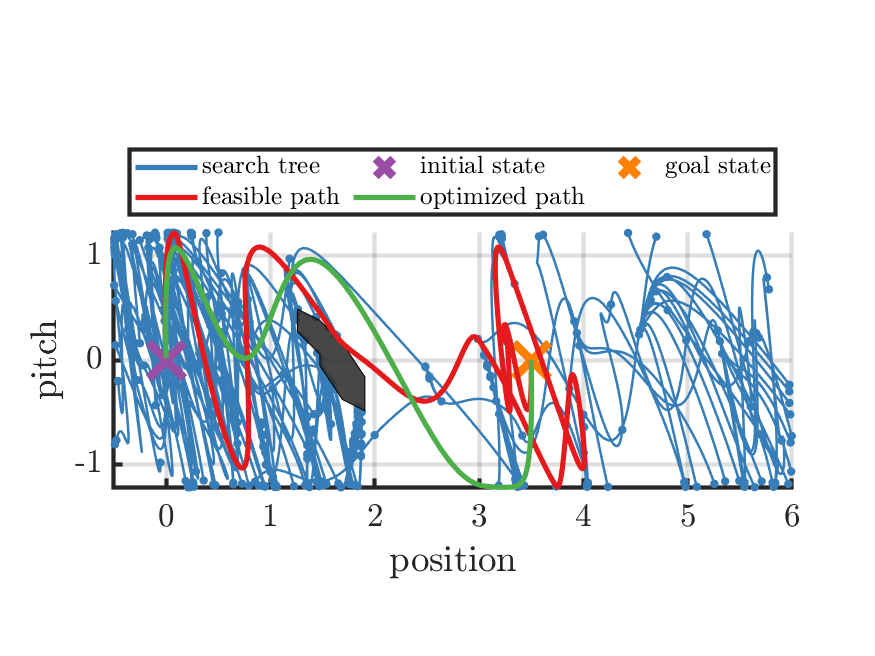 search tree initial state goal state
feasible path optimized path
1
0
-1
pitch
0 1 2 3 4 5 6
position